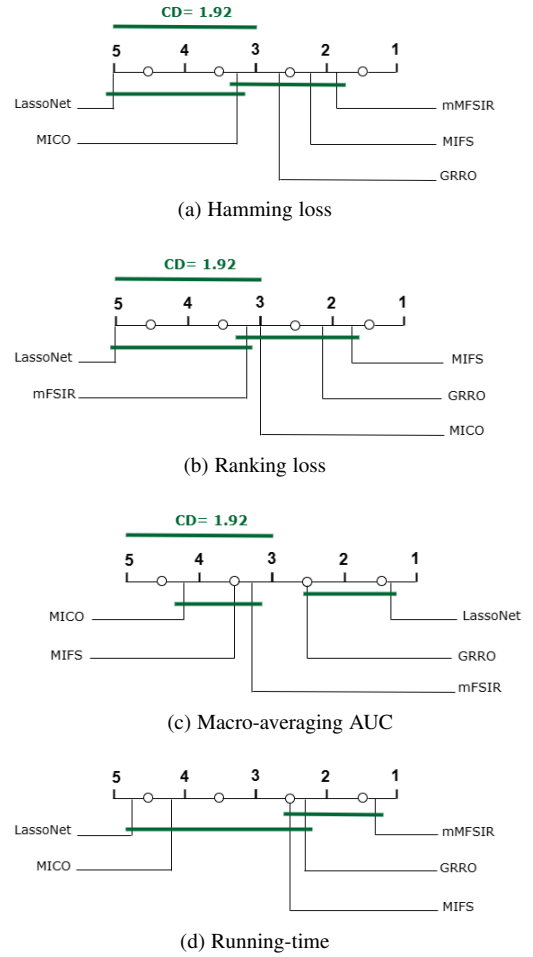 CD= 1.92
5 4 3 2 1
LassoNet mMFSIR
MICO MIFS
GRRO
(a) Hamming loss
CD= 1.92
5 4 3 2 1
LassoNet MIFS
mFSIR GRRO
MICO
(b) Ranking loss
CD= 1.92
5 4 3 2 1
MICO LassoNet
MIFS GRRO
mFSIR
(c) Macro-averaging AUC
5 4 3 2 1
LassoNet mMFSIR
MICO GRRO
MIFS
(d) Running-time